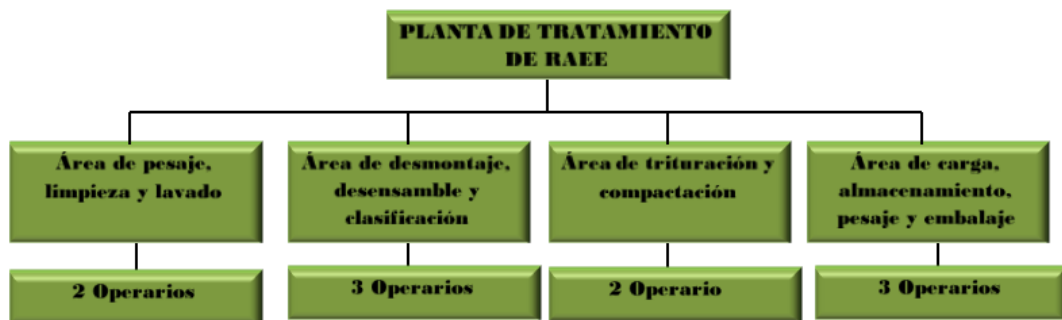 PLANTA DE TRATAMIENTO
DE RAEE
Área de pesaje,
limpieza y lavado
Área de desmontaje,
desensamble y
clasificación
Área de trituración y
compactación
Área de carga,
almacenamiento,
pesaje y embalaje
2 Operarios
3 Operarios
2 Operario
3 Operarios